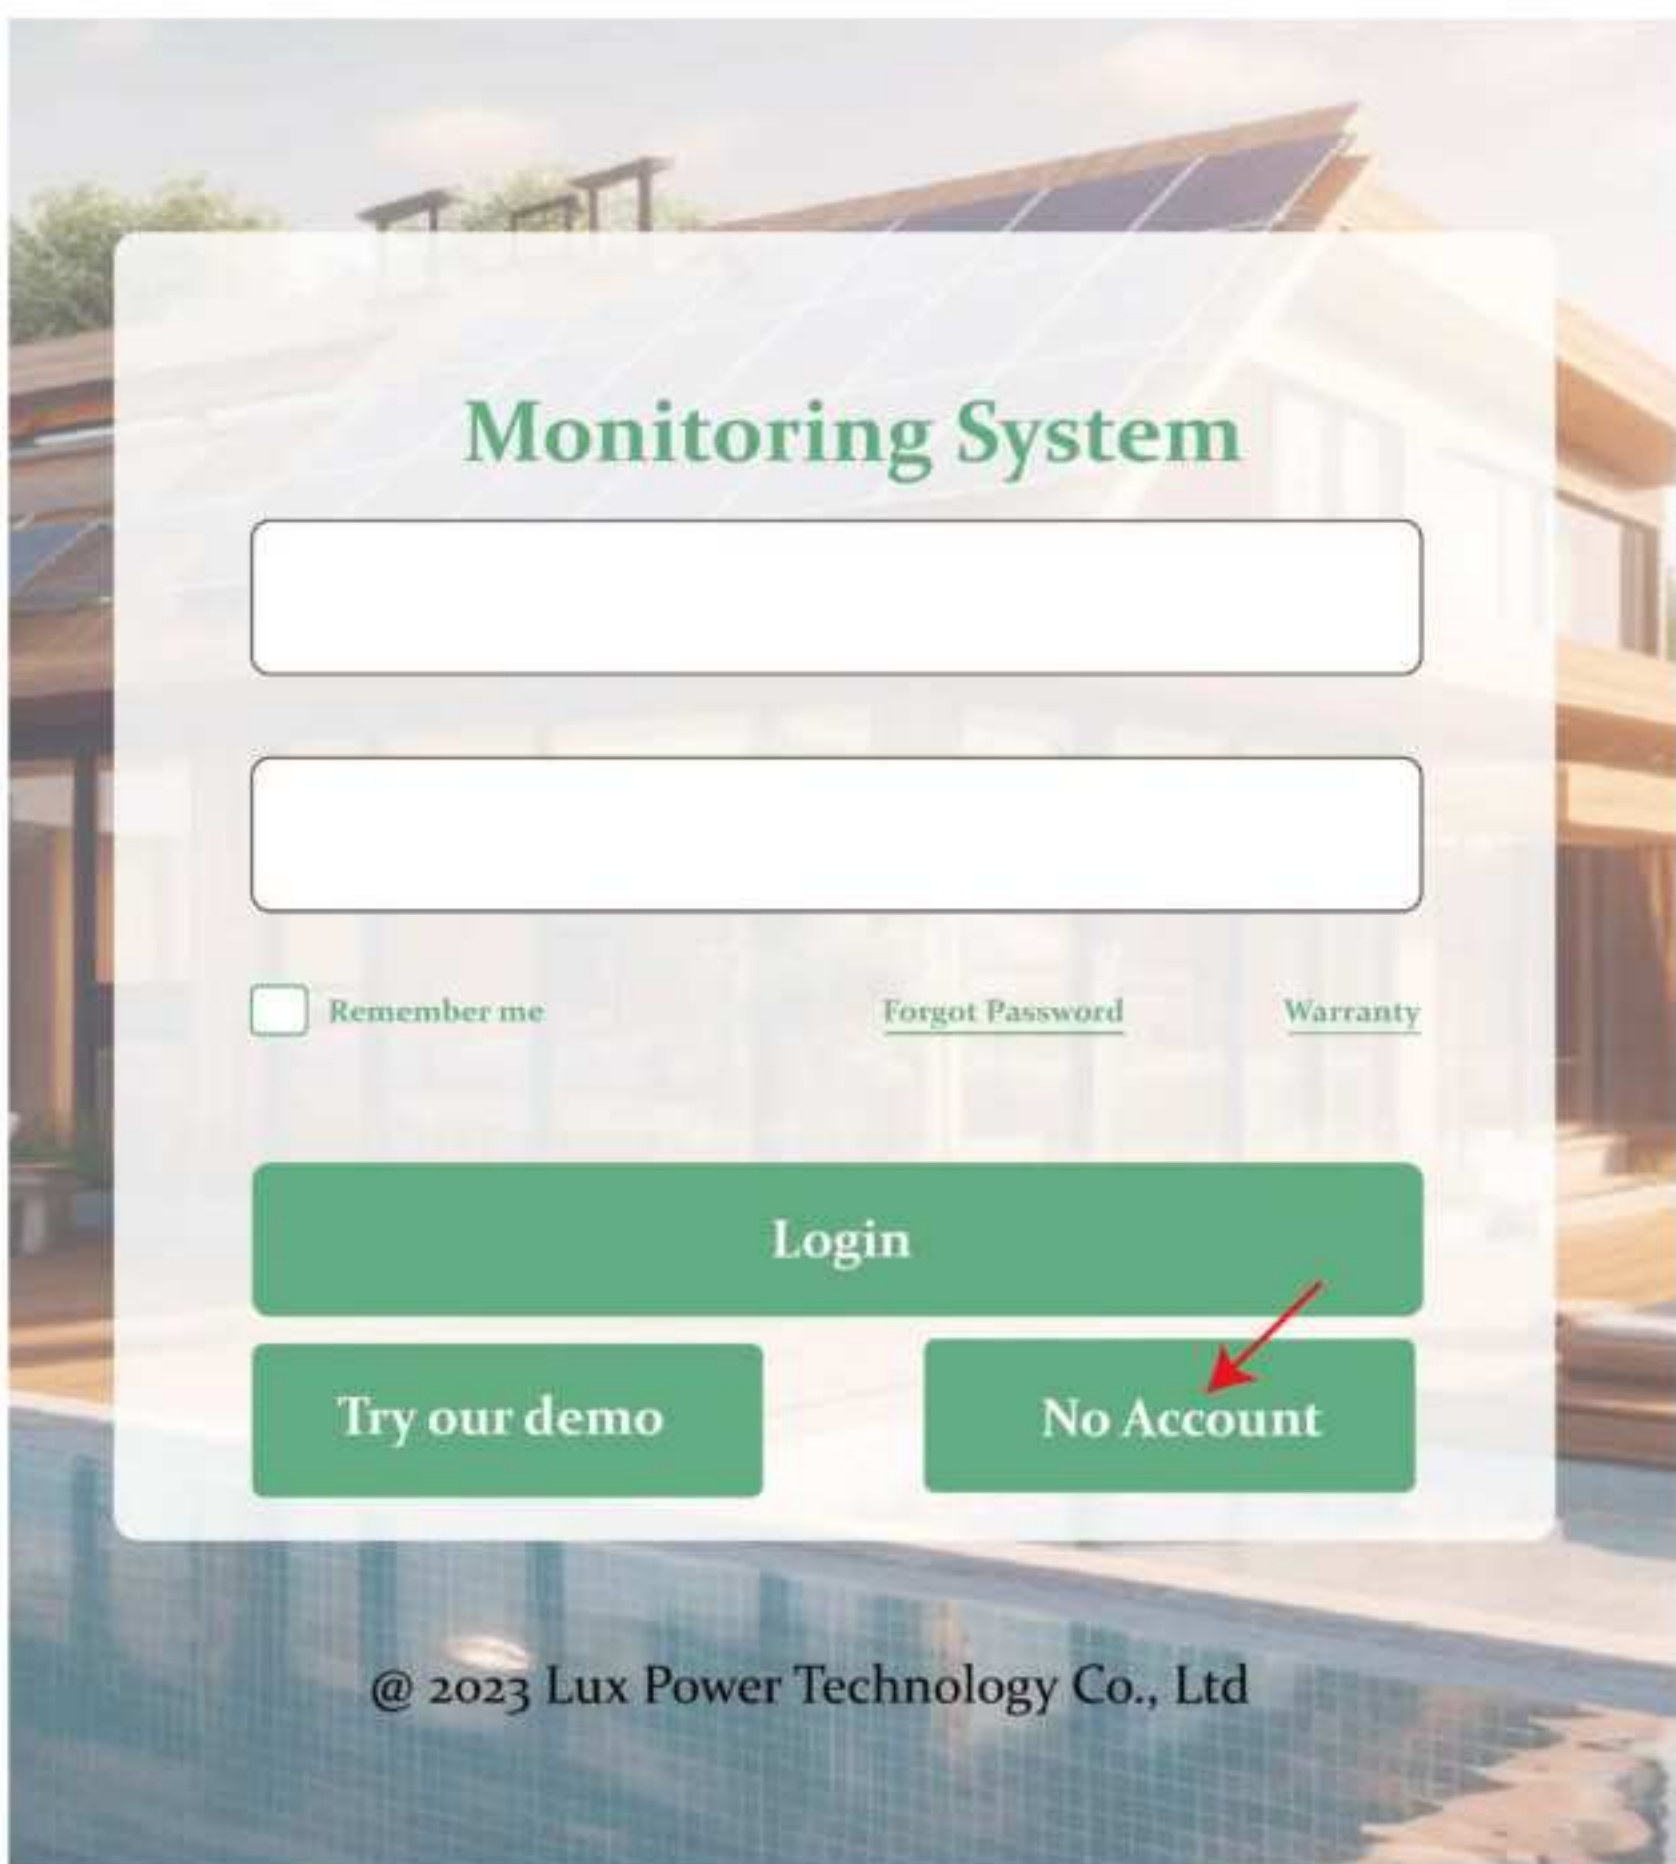 Monitoring System
Remember me Forgot Password Warranty
Login
Try our demo No Account
@ 2023 Lux Power Technology Co., Ltd